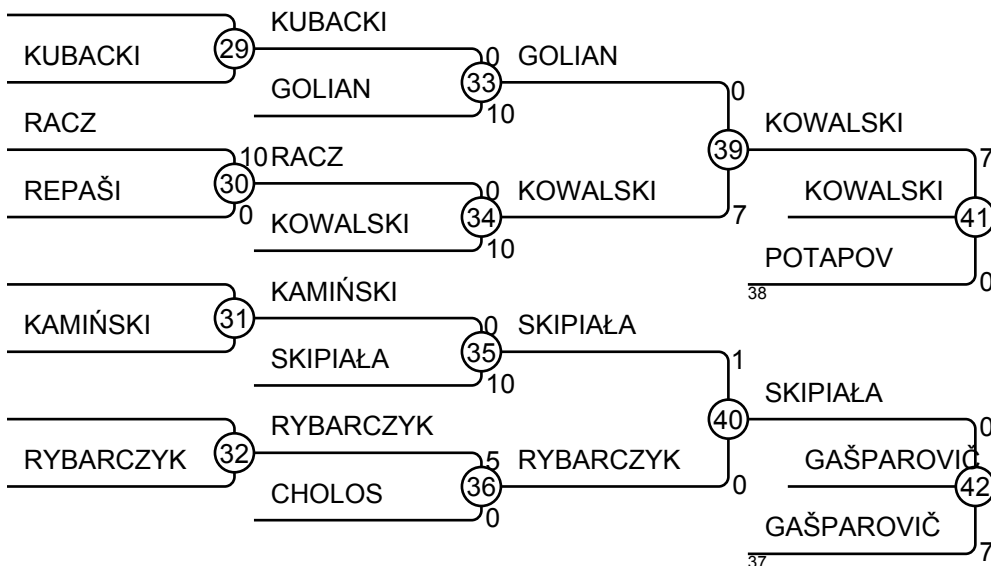 KUBACKI
KUBACKI 29
0 GOLIAN
GOLIAN 33
10
0
RACZ
KOWALSKI
39
10 RACZ
7
REPAŠI 30
0 KOWALSKI
KOWALSKI
0
KOWALSKI 34
7
41
10
POTAPOV
38
0
KAMIŃSKI
KAMIŃSKI 31
0 SKIPIAŁA
SKIPIAŁA 35
1
10
SKIPIAŁA
40
0
RYBARCZYK
RYBARCZYK 32
5 RYBARCZYK
GAŠPAROVIČ
0
CHOLOS 36
42
0
GAŠPAROVIČ
37
7